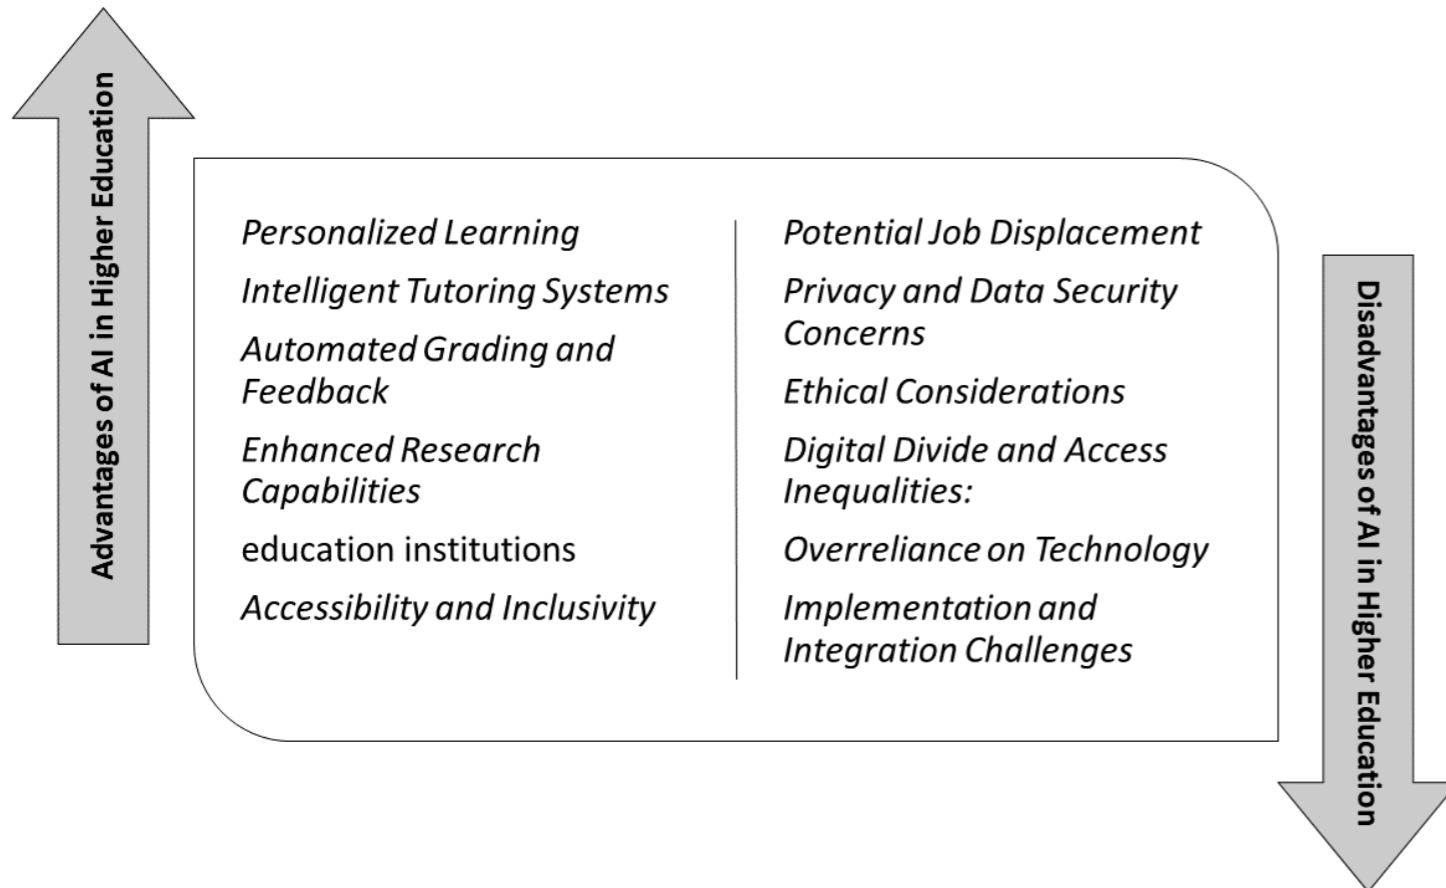 Advantages of AI in Higher Education
Personalized Learning
Intelligent Tutoring Systems
Automated Grading and
Feedback
Enhanced Research
Capabilities
education institutions
Accessibility and Inclusivity
Potential Job Displacement
Privacy and Data Security
Concerns
Ethical Considerations
Digital Divide and Access
Inequalities:
Overreliance on Technology
Implementation and
Integration Challenges
Disadvantages of AI in Higher Education